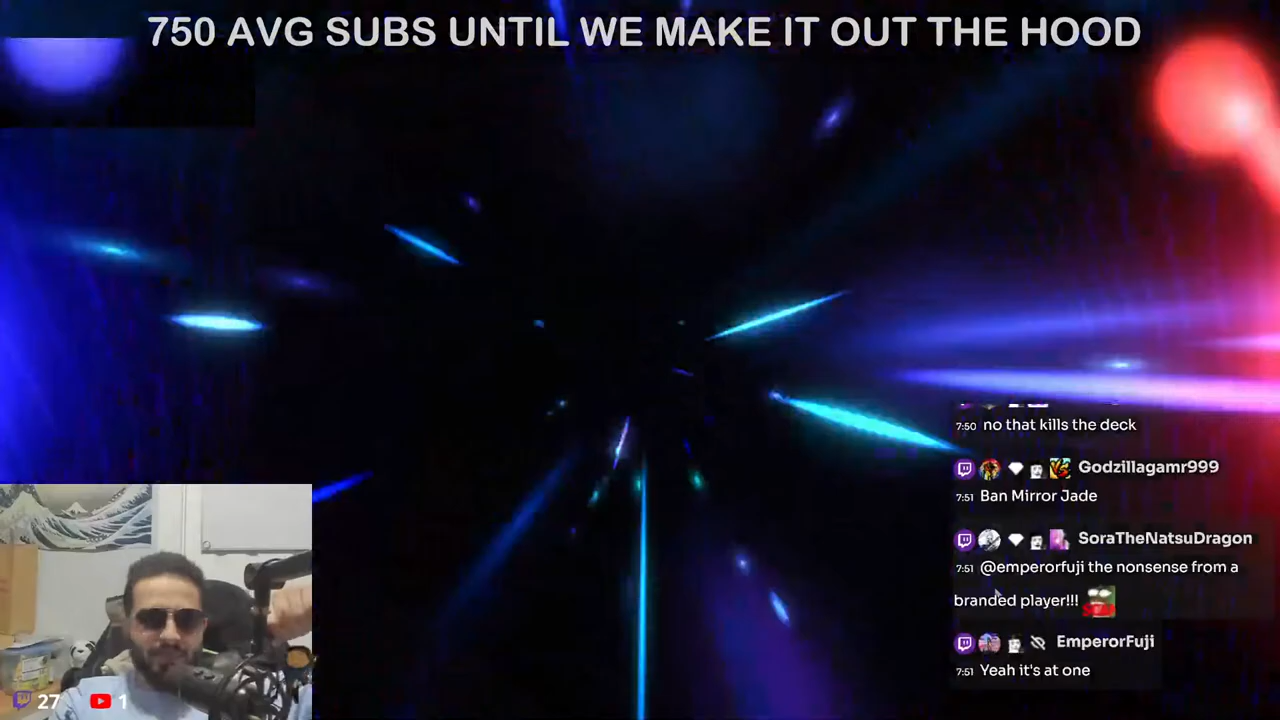 750 AVG SUBS UNTIL WE MAKE IT OUT THE HOOD
7:50 no that kills the deck
Godzillagamr999
7:51 Ban Mirror Jade
SoraTheNatsuDragon
7:51 @emperorfuji the nonsense from a
branded player!!!
EmperorFuji
7:51 Yeah it's at one
27 1